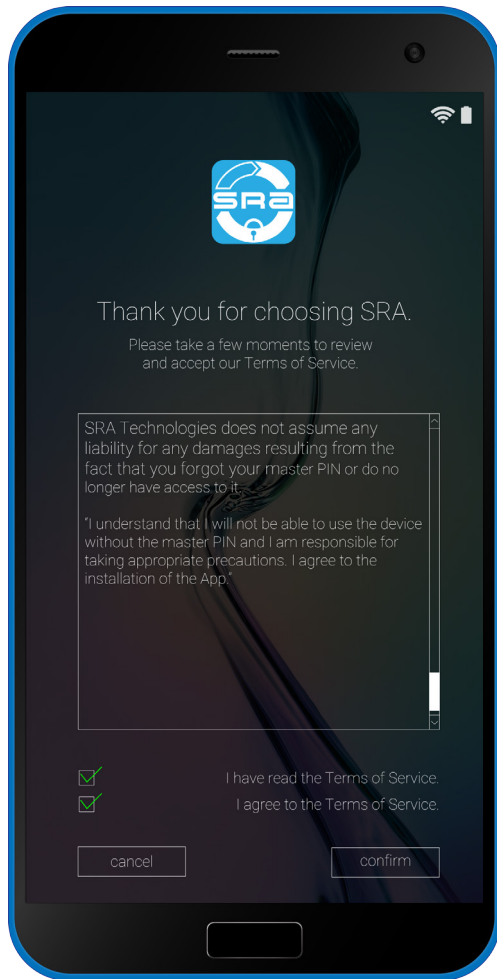 SRA
Thank you for choosing SRA.
Please take a few moments to review
and accept our Terms of Service.
SRA Technologies does not assume any
liability for any damages resulting from the
fact that you forgot your master PIN or do no
longer have access to it.
"I understand that I will not be able to use the device
without the master PIN and I am responsible for
taking appropriate precautions. I agree to the
installation of the App."
I have read the Terms of Service.
I agree to the Terms of Service.
cancel
confirm